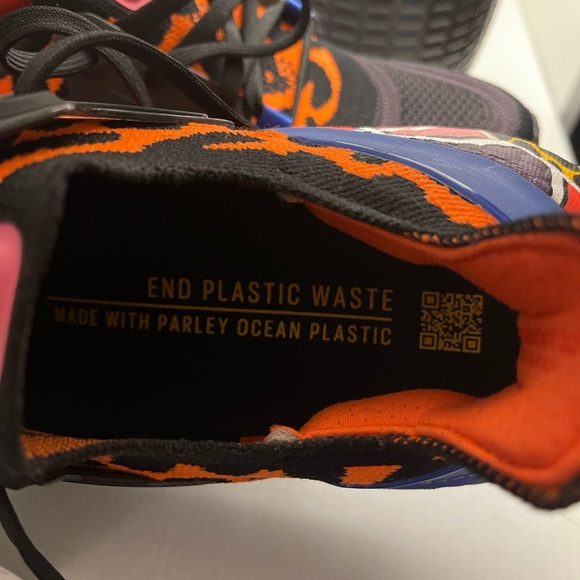 END PLASTIC WASTE
MADE WITH PARLEY OCEAN PLASTIC